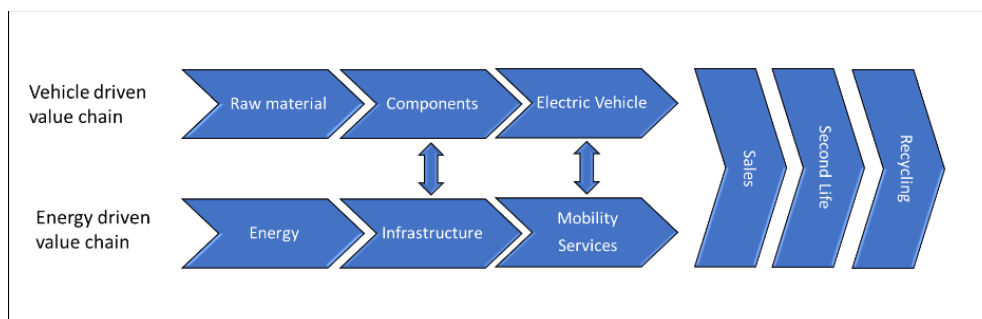 Vehicle driven
value chain
Raw material
Components
Electric Vehicle
Energy driven
value chain
Energy
Infrastructure
Mobility
Services
Sales
Second Life
Recycling